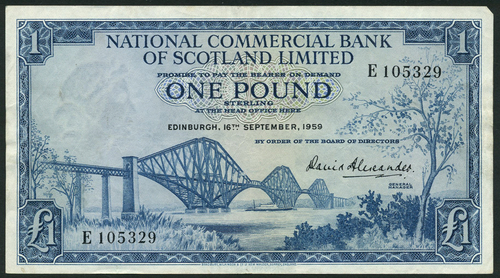 1
NATIONAL COMMERCIAL BANK
OF SCOTLAND LIMITED
1
PROMISE TO PAY THE BEARER ON DEMAND
E 105329
ONE POUND
STERLING
AT THE HEAD OFFICE HERE
EDINBURGH, 16TH SEPTEMBER, 1959
BY ORDER OF THE BOARD OF DIRECTORS
David Alexander
GENERAL
MANAGER
E 105329
£1
£1